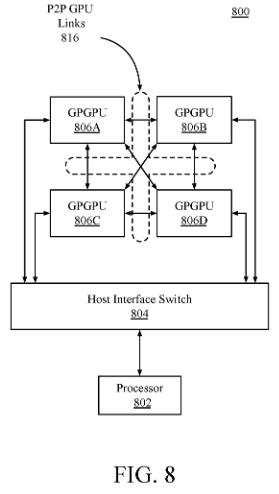 P2P GPU
Links
816
800
GPGPU
806A
GPGPU
806B
GPGPU
806C
GPGPU
806D
Host Interface Switch
804
Processor
802
FIG. 8